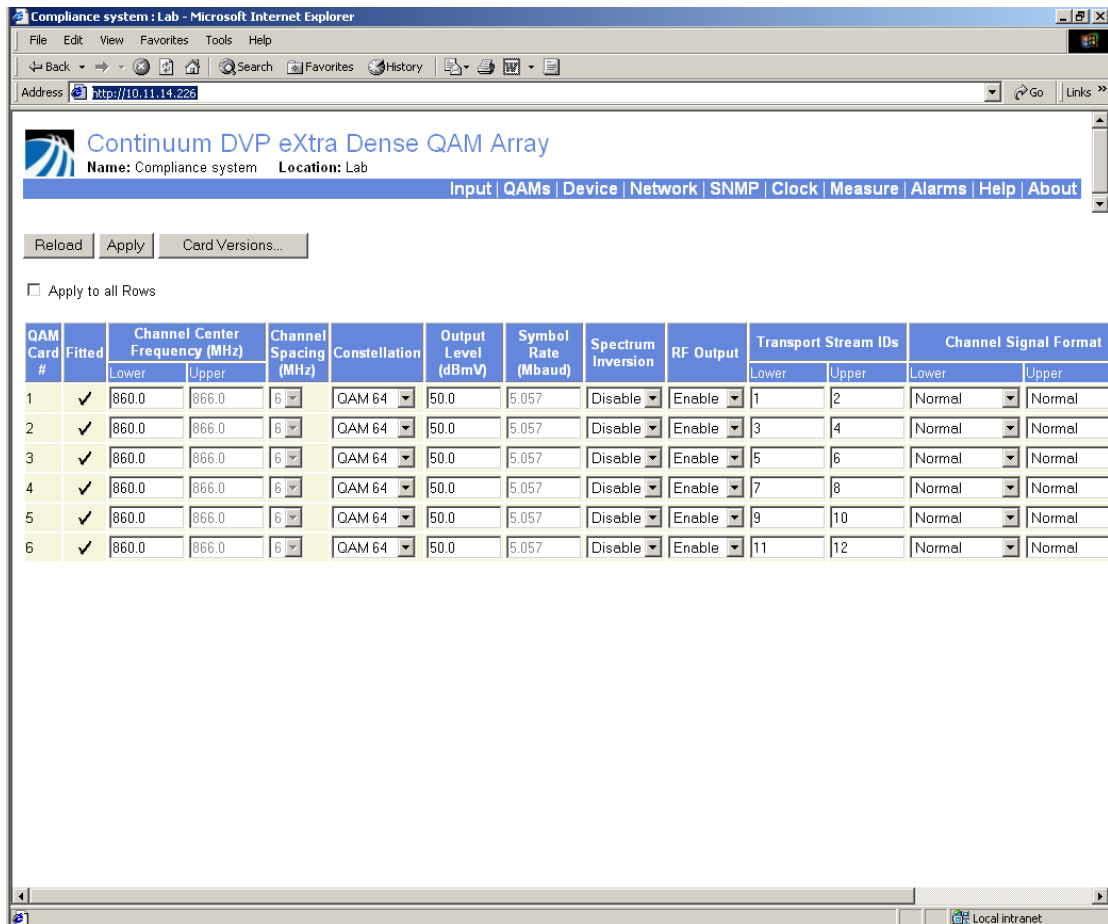 Compliance system : Lab - Microsoft Internet Explorer
File Edit View Favorites Tools Help
Back Search Favorites History
Address http://10.11.14.226 Go Links »
Continuum DVP eXtra Dense QAM Array
Name: Compliance system Location: Lab
Input | QAMs | Device | Network | SNMP | Clock | Measure | Alarms | Help | About
Reload Apply Card Versions...
Apply to all Rows
QAM Card # Fitted Channel Center Frequency (MHz) Channel Spacing (MHz) Constellation Output Level (dBmV) Symbol Rate (Mbaud) Spectrum Inversion RF Output Transport Stream IDs Channel Signal Format
Lower Upper Lower Upper Lower Upper
1 860.0 866.0 6 QAM 64 50.0 5.057 Disable Enable 1 2 Normal Normal
2 860.0 866.0 6 QAM 64 50.0 5.057 Disable Enable 3 4 Normal Normal
3 860.0 866.0 6 QAM 64 50.0 5.057 Disable Enable 5 6 Normal Normal
4 860.0 866.0 6 QAM 64 50.0 5.057 Disable Enable 7 8 Normal Normal
5 860.0 866.0 6 QAM 64 50.0 5.057 Disable Enable 9 10 Normal Normal
6 860.0 866.0 6 QAM 64 50.0 5.057 Disable Enable 11 12 Normal Normal
Local intranet